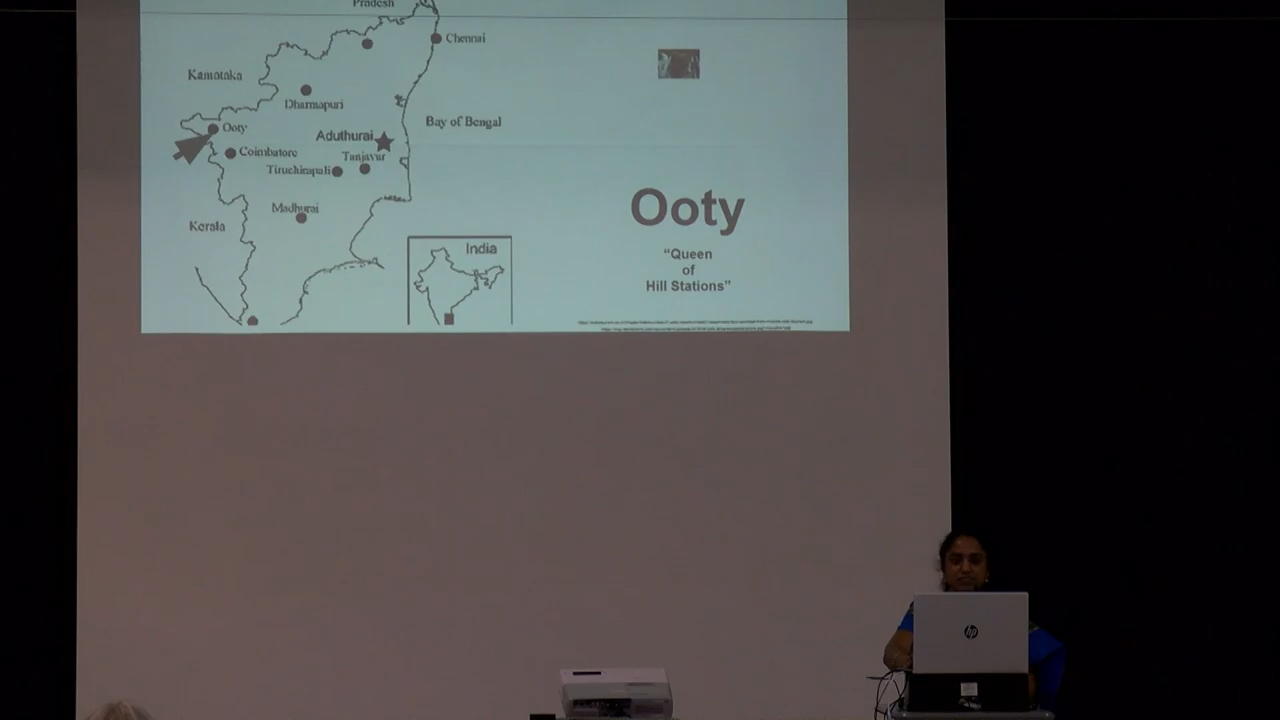 Pradesh
Chennai
Karnataka
Dharmapuri
Ooty
Bay of Bengal
Aduthurai
Coimbatore
Tanjavur
Tiruchirapali
Madhurai
Kerala
India
Ooty
“Queen
of
Hill Stations”
hp